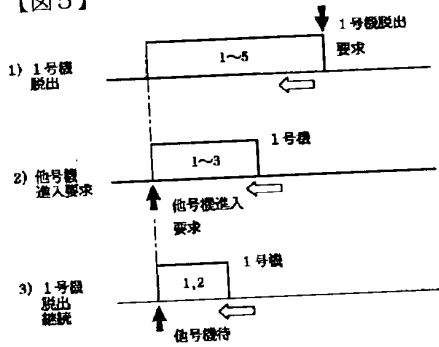 【図5】
1号機脱出
要求
1~5
1) 1号機
脱出
1号機
1~3
2) 他号機
進入要求
他号機進入
要求
1号機
1,2
3) 1号機
脱出
継続
他号機待